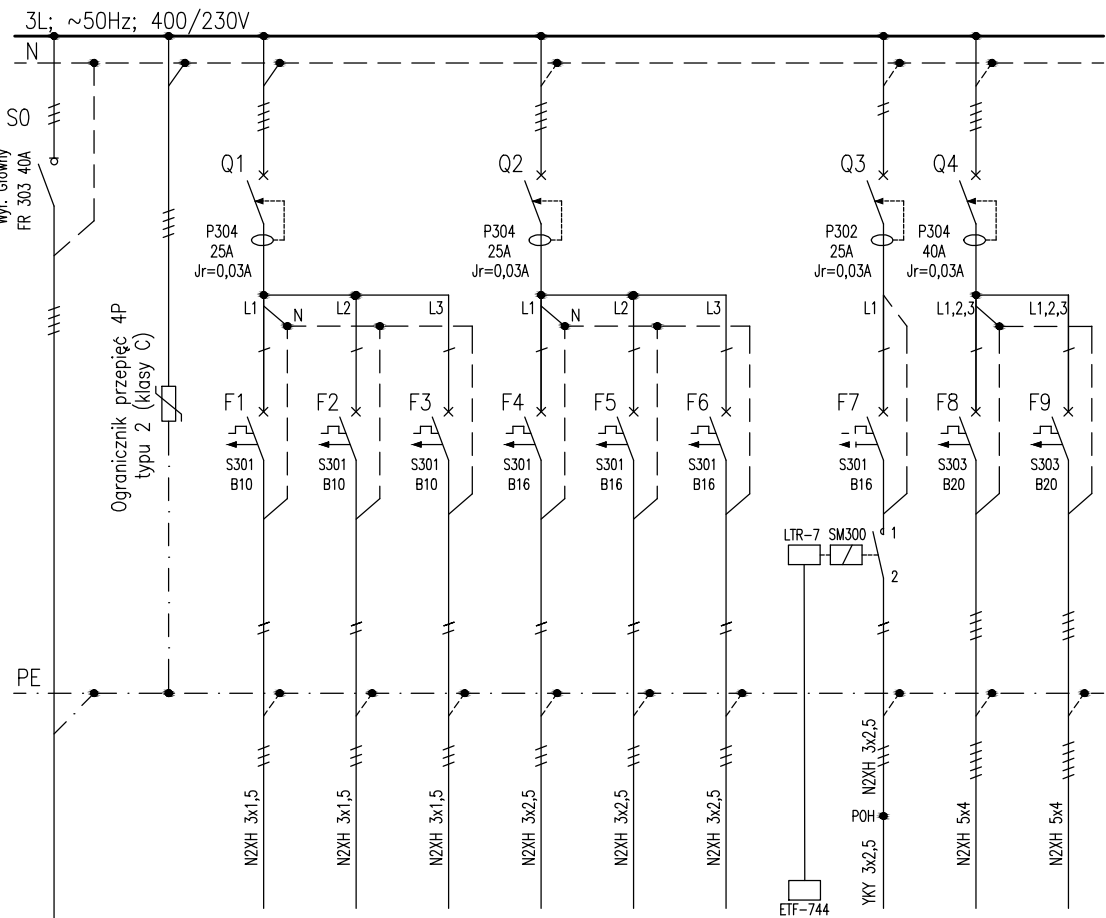 3L; ~50Hz; 400/230V
N
S0
Wył. Główny
FR 303 40A
Ogranicznik przepięć 4P
typu 2 (klasy C)
Q1
P304
25A
Jr=0,03A
Q2
P304
25A
Jr=0,03A
Q3
P302
25A
Jr=0,03A
Q4
P304
40A
Jr=0,03A
L1
N
L2
L3
L1
N
L2
L3
L1
L1,2,3
L1,2,3
F1
S301
B10
F2
S301
B10
F3
S301
B10
F4
S301
B16
F5
S301
B16
F6
S301
B16
F7
S301
B16
F8
S303
B20
F9
S303
B20
LTR-7
SM300
1
2
PE
N2XH 3x1,5
N2XH 3x1,5
N2XH 3x1,5
N2XH 3x2,5
N2XH 3x2,5
N2XH 3x2,5
N2XH 3x2,5
POH
YKY 3x2,5
N2XH 5x4
N2XH 5x4
ETF-744